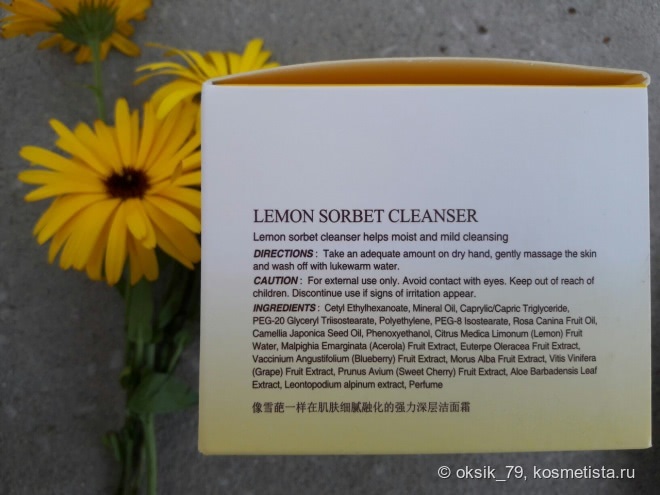 LEMON SORBET CLEANSER
Lemon sorbet cleanser helps moist and mild cleansing
DIRECTIONS : Take an adequate amount on dry hand, gently massage the skin
and wash off with lukewarm water.
CAUTION : For external use only. Avoid contact with eyes. Keep out of reach of
children. Discontinue use if signs of irritation appear.
INGREDIENTS : Cetyl Ethylhexanoate, Mineral Oil, Caprylic/Capric Triglyceride,
PEG-20 Glyceryl Triisostearate, Polyethylene, PEG-8 Isostearate, Rosa Canina Fruit Oil,
Camellia Japonica Seed Oil, Phenoxyethanol, Citrus Medica Limonum (Lemon) Fruit
Water, Malpighia Emarginata (Acerola) Fruit Extract, Euterpe Oleracea Fruit Extract,
Vaccinium Angustifolium (Blueberry) Fruit Extract, Morus Alba Fruit Extract, Vitis Vinifera
(Grape) Fruit Extract, Prunus Avium (Sweet Cherry) Fruit Extract, Aloe Barbadensis Leaf
Extract, Leontopodium alpinum extract, Perfume
像雪葩一样在肌肤细腻融化的强力深层洁面霜
© oksik_79, kosmetista.ru